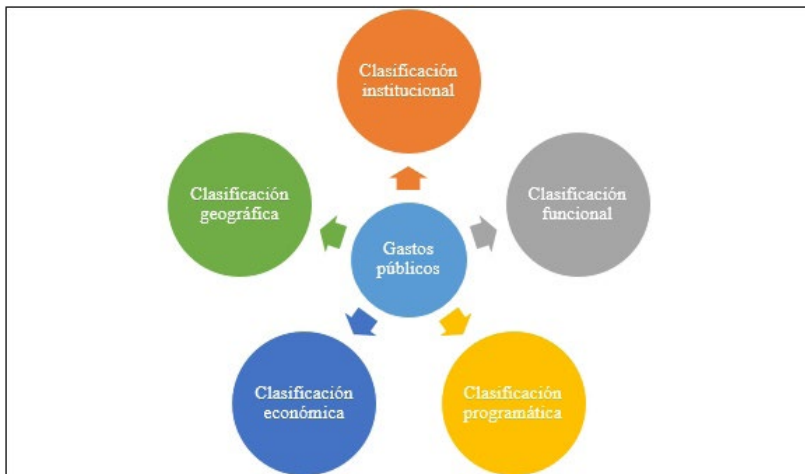 Clasificación
institucional
Clasificación
geográfica
Clasificación
funcional
Gastos
públicos
Clasificación
económica
Clasificación
programática